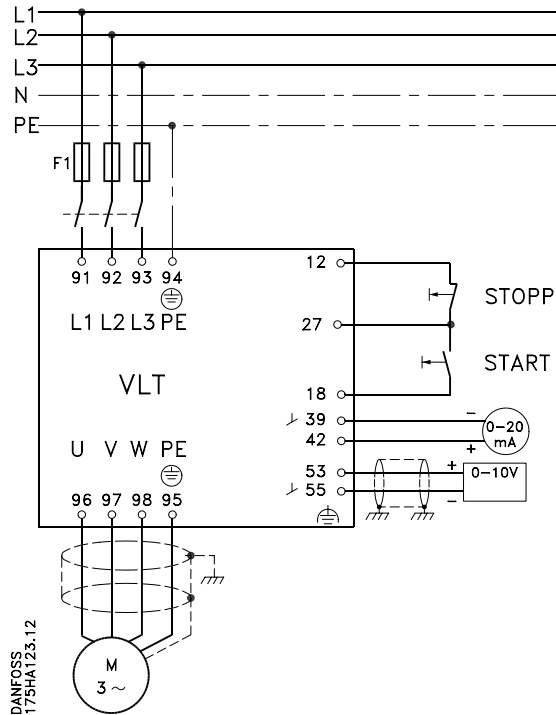 L1
L2
L3
N
PE
F1
91 92 93 94
L1 L2 L3 PE
VLT
U V W PE
96 97 98 95
12
27
18
39
42
53
55
STOPP
START
−
0−20
mA
+
+
0−10V
−
M
3 ~
DANFOSS
175HA123.12